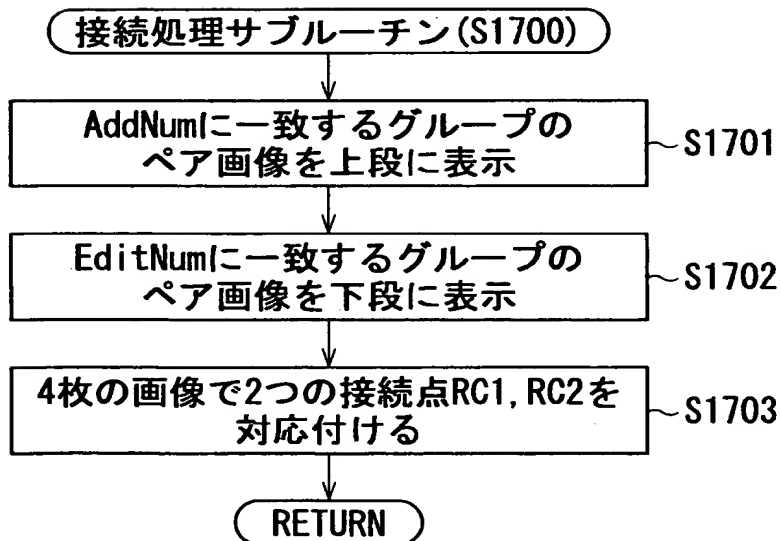 接続処理サブルーチン(S1700)
AddNumに一致するグループの
ペア画像を上段に表示
S1701
EditNumに一致するグループの
ペア画像を下段に表示
S1702
4枚の画像で2つの接続点RC1,RC2を
対応付ける
S1703
RETURN